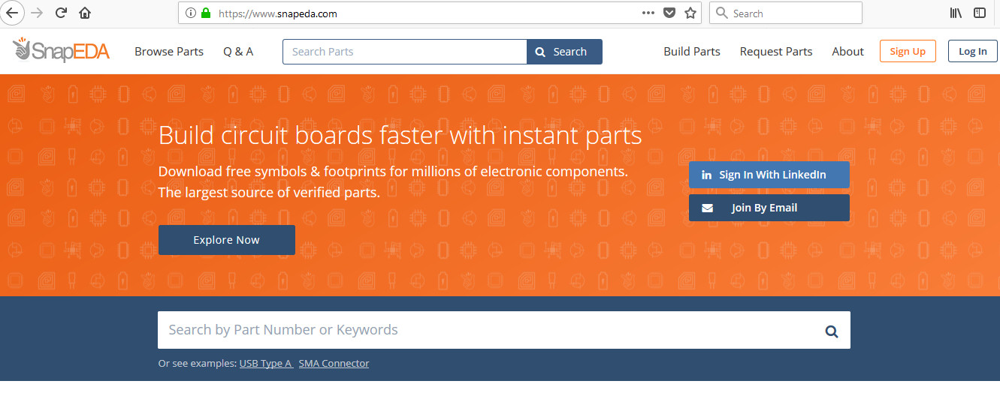 https://www.snapeda.com
Search
SnapEDA
Browse Parts
Q & A
Search Parts
Search
Build Parts
Request Parts
About
Sign Up
Log In
Build circuit boards faster with instant parts
Download free symbols & footprints for millions of electronic components.
The largest source of verified parts.
in Sign In With LinkedIn
Join By Email
Explore Now
Search by Part Number or Keywords
Or see examples: USB Type A SMA Connector